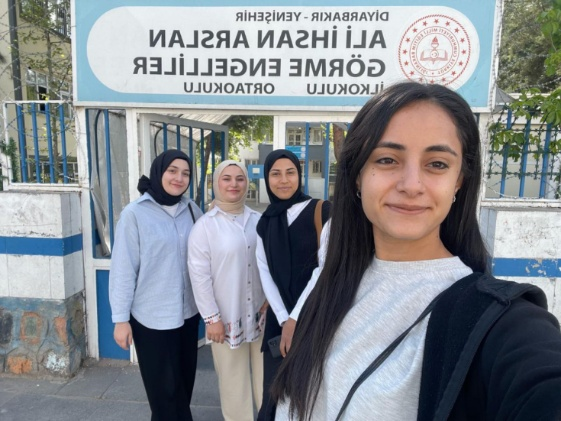 DİYARBAKIR - YENİŞEHİR
ALİ İHSAN ARSLAN
GÖRME ENGELLİLER
İLKOKULU ORTAOKULU